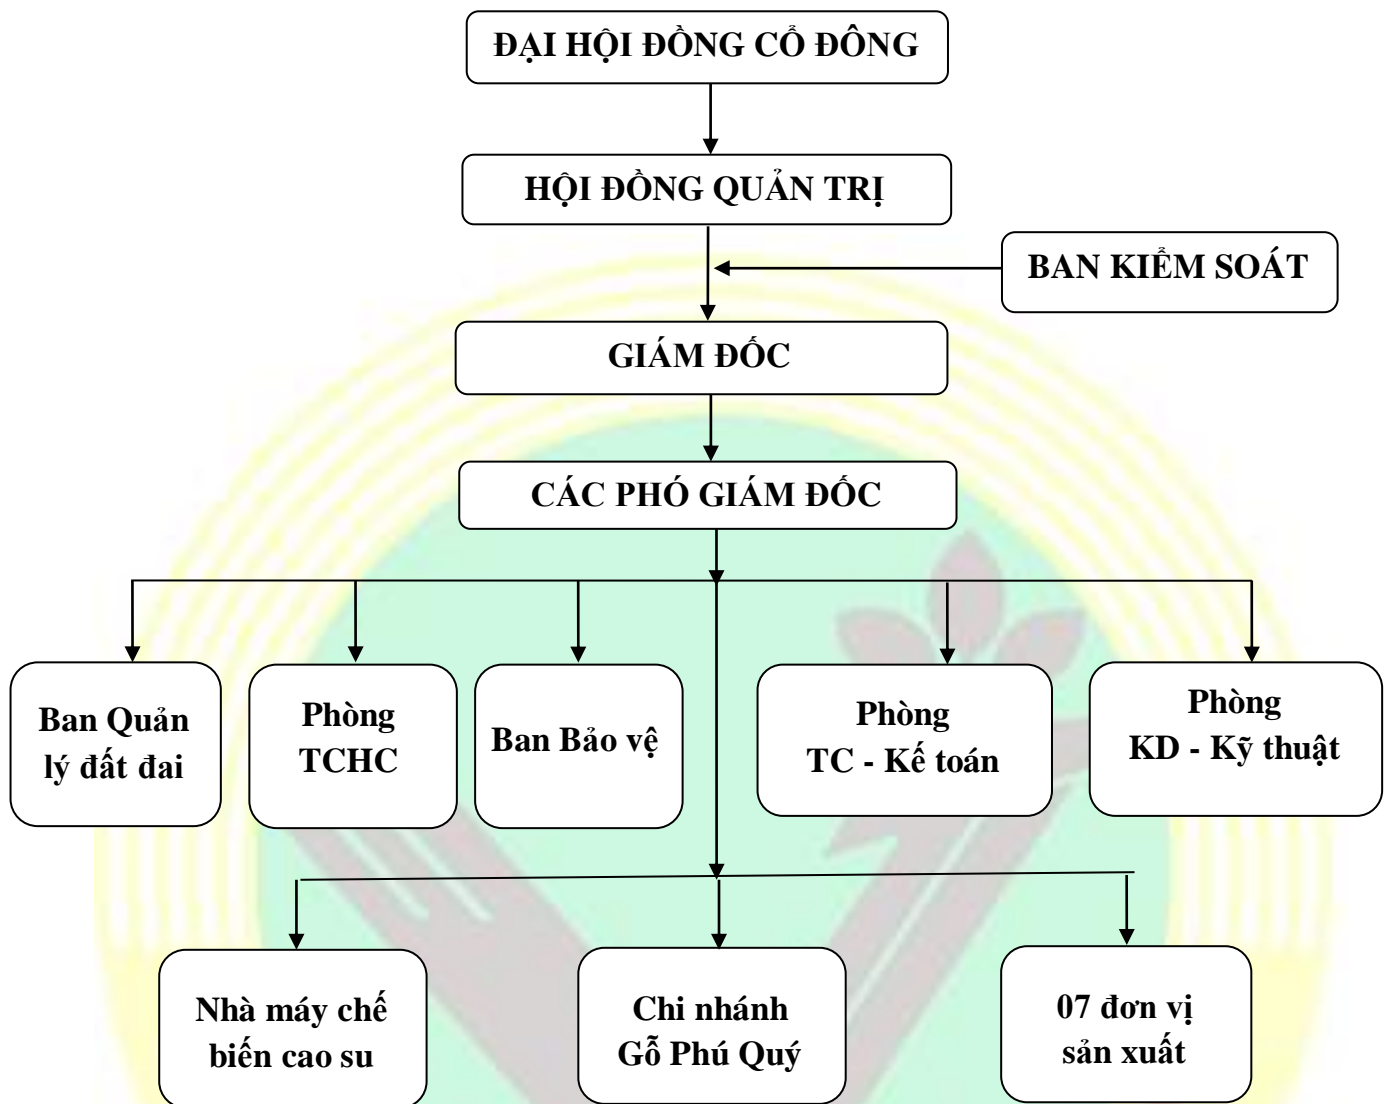 ĐẠI HỘI ĐỒNG CỔ ĐÔNG
HỘI ĐỒNG QUẢN TRỊ
BAN KIỂM SOÁT
GIÁM ĐỐC
CÁC PHÓ GIÁM ĐỐC
Ban Quản
lý đất đai
Phòng
TCHC
Ban Bảo vệ
Phòng
TC - Kế toán
Phòng
KD - Kỹ thuật
Nhà máy chế
biến cao su
Chi nhánh
Gỗ Phú Quý
07 đơn vị
sản xuất